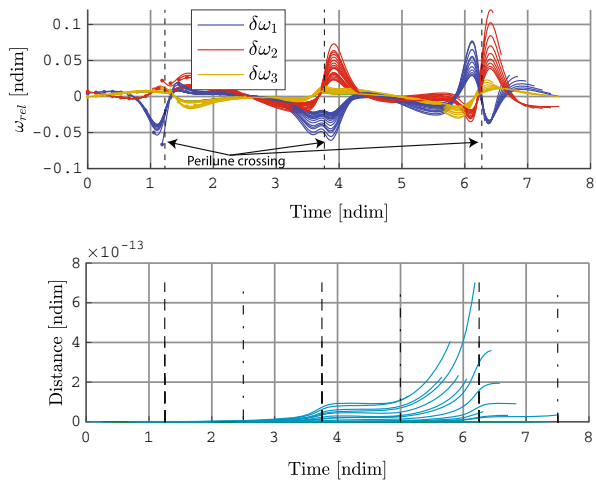 0.1
0.05
0
-0.05
-0.1
ω_rel [ndim]
δω₁
δω₂
δω₃
Perilune crossing
0 1 2 3 4 5 6 7 8
Time [ndim]
×10⁻¹³
8
6
4
2
0
Distance [ndim]
0 1 2 3 4 5 6 7 8
Time [ndim]